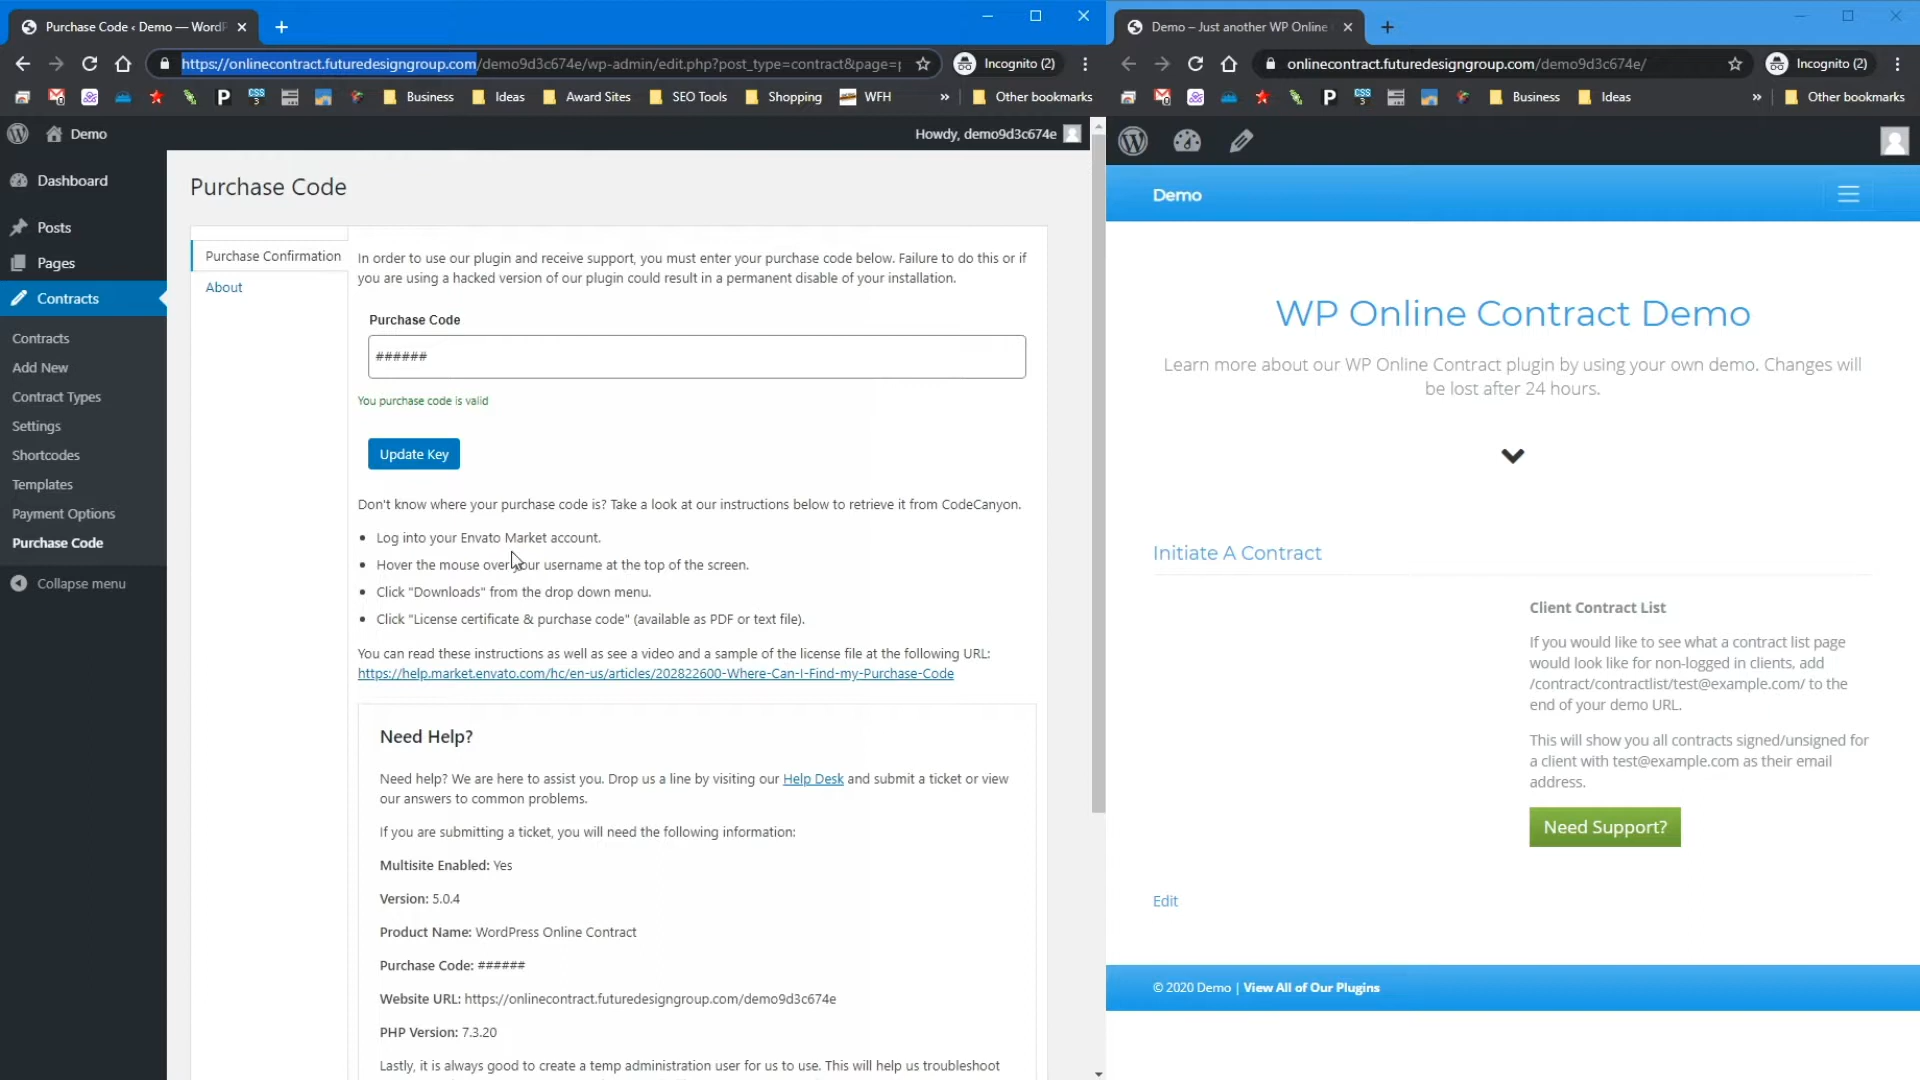 Purchase Code ‹ Demo — WordP
https://onlinecontract.futuredesigngroup.com/demo9d3c674e/wp-admin/edit.php?post_type=contract&page=p
Incognito (2)
Business
Ideas
Award Sites
SEO Tools
Shopping
WFH
»
Other bookmarks
Demo
Howdy, demo9d3c674e
Dashboard
Posts
Pages
Contracts
Contracts
Add New
Contract Types
Settings
Shortcodes
Templates
Payment Options
Purchase Code
Collapse menu
Purchase Code
Purchase Confirmation
About
In order to use our plugin and receive support, you must enter your purchase code below. Failure to do this or if
you are using a hacked version of our plugin could result in a permanent disable of your installation.
Purchase Code
######
You purchase code is valid
Update Key
Don't know where your purchase code is? Take a look at our instructions below to retrieve it from CodeCanyon.
• Log into your Envato Market account.
• Hover the mouse over your username at the top of the screen.
• Click "Downloads" from the drop down menu.
• Click "License certificate & purchase code" (available as PDF or text file).
You can read these instructions as well as see a video and a sample of the license file at the following URL:
https://help.market.envato.com/hc/en-us/articles/202822600-Where-Can-I-Find-my-Purchase-Code
Need Help?
Need help? We are here to assist you. Drop us a line by visiting our Help Desk and submit a ticket or view
our answers to common problems.
If you are submitting a ticket, you will need the following information:
Multisite Enabled: Yes
Version: 5.0.4
Product Name: WordPress Online Contract
Purchase Code: ######
Website URL: https://onlinecontract.futuredesigngroup.com/demo9d3c674e
PHP Version: 7.3.20
Lastly, it is always good to create a temp administration user for us to use. This will help us troubleshoot
Demo – Just another WP Online
onlinecontract.futuredesigngroup.com/demo9d3c674e/
Incognito (2)
Business
Ideas
»
Other bookmarks
Demo
WP Online Contract Demo
Learn more about our WP Online Contract plugin by using your own demo. Changes will
be lost after 24 hours.
Initiate A Contract
Client Contract List
If you would like to see what a contract list page
would look like for non-logged in clients, add
/contract/contractlist/test@example.com/ to the
end of your demo URL.
This will show you all contracts signed/unsigned for
a client with test@example.com as their email
address.
Need Support?
Edit
© 2020 Demo | View All of Our Plugins